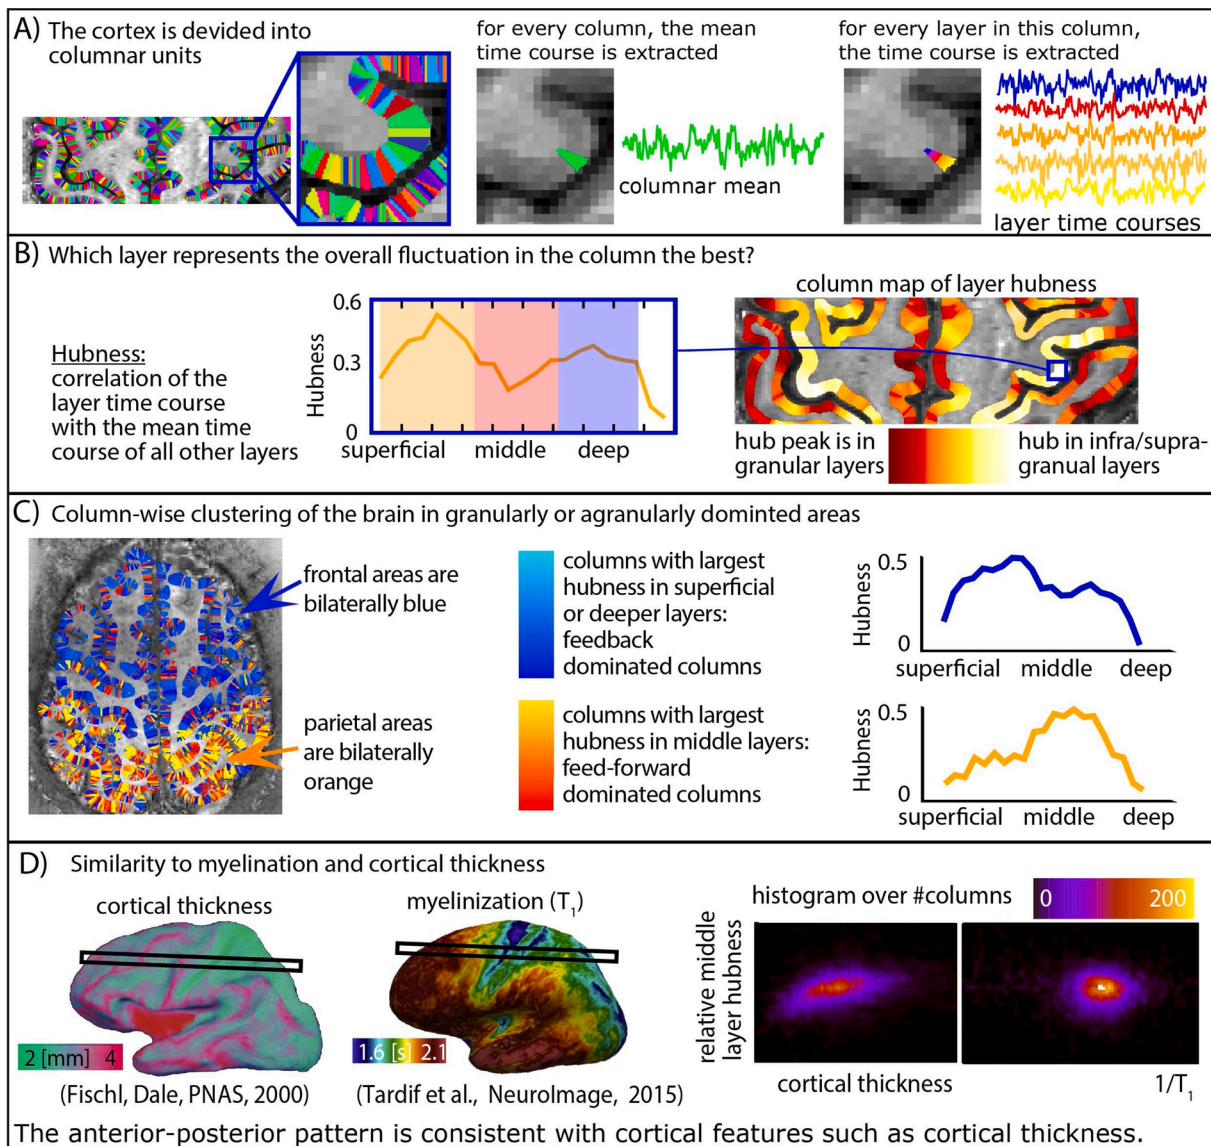 A) The cortex is devided into
columnar units
for every column, the mean
time course is extracted
columnar mean
for every layer in this column,
the time course is extracted
layer time courses
B) Which layer represents the overall fluctuation in the column the best?
Hubness:
correlation of the
layer time course
with the mean time
course of all other layers
Hubness
0.6
0.3
0
superficial middle deep
column map of layer hubness
hub peak is in
granular layers
hub in infra/supra-
granual layers
C) Column-wise clustering of the brain in granularly or agranularly dominted areas
frontal areas are
bilaterally blue
parietal areas
are bilaterally
orange
columns with largest
hubness in superficial
or deeper layers:
feedback
dominated columns
columns with largest
hubness in middle layers:
feed-forward
dominated columns
Hubness
0.5
0
superficial middle deep
Hubness
0.5
0
superficial middle deep
D) Similarity to myelination and cortical thickness
cortical thickness
2 [mm] 4
(Fischl, Dale, PNAS, 2000)
myelinization (T1)
1.6 [s] 2.1
(Tardif et al., NeuroImage, 2015)
histogram over #columns
0 200
relative middle
layer hubness
cortical thickness
1/T1
The anterior-posterior pattern is consistent with cortical features such as cortical thickness.